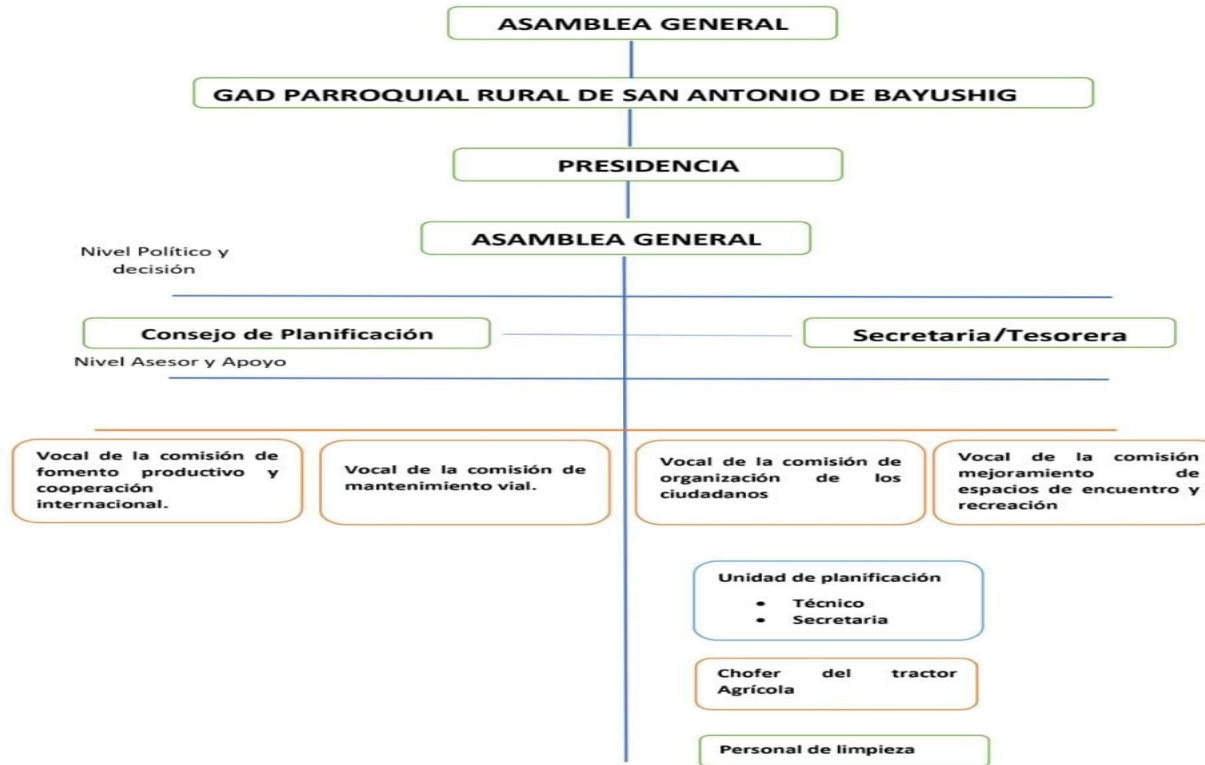 ASAMBLEA GENERAL
GAD PARROQUIAL RURAL DE SAN ANTONIO DE BAYUSHIG
PRESIDENCIA
ASAMBLEA GENERAL
Nivel Político y
decisión
Consejo de Planificación
Secretaria/Tesorera
Nivel Asesor y Apoyo
Vocal de la comisión de
fomento productivo y
cooperación
internacional.
Vocal de la comisión de
mantenimiento vial.
Vocal de la comisión de
organización de los
ciudadanos
Vocal de la comisión
mejoramiento de
espacios de encuentro y
recreación
Unidad de planificación
• Técnico
• Secretaria
Chofer del tractor
Agrícola
Personal de limpieza